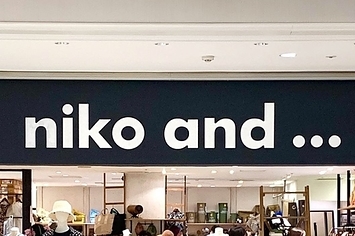 niko and ...